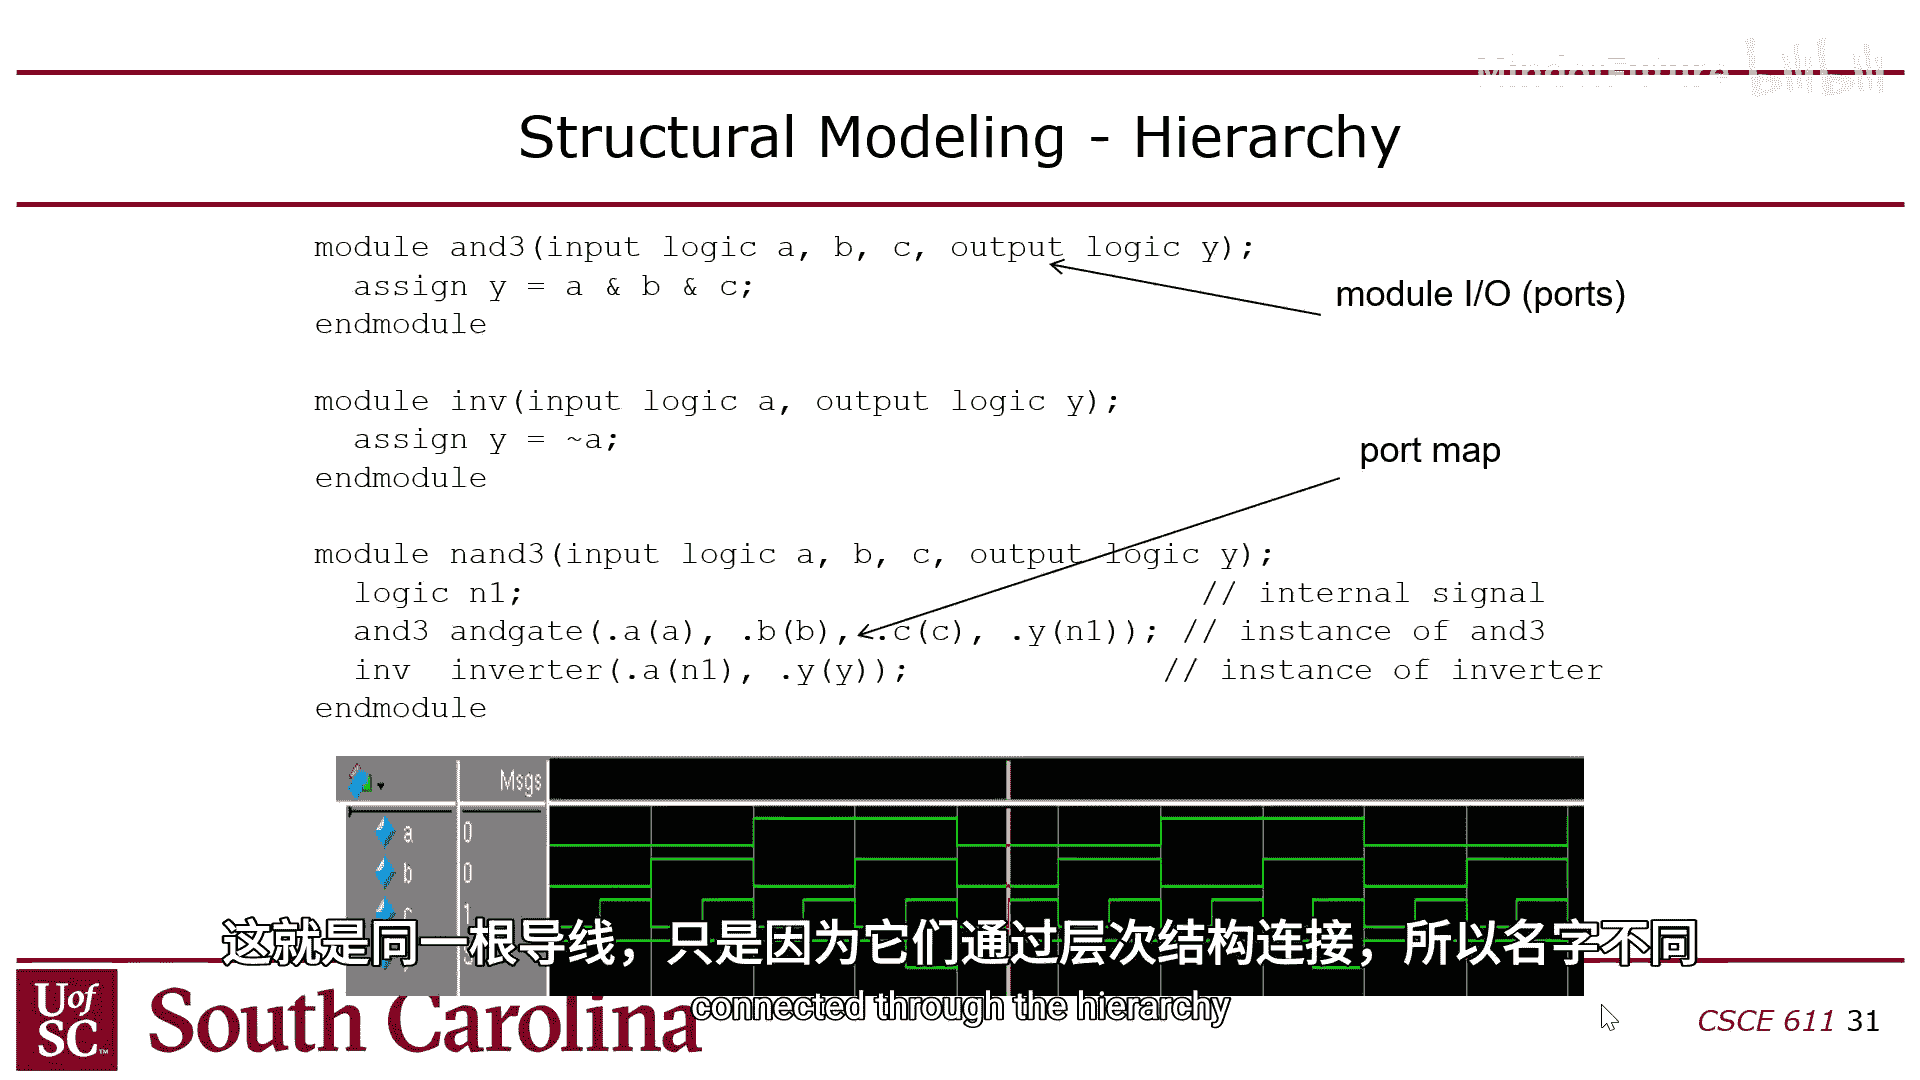 Structural Modeling - Hierarchy
module and3(input logic a, b, c, output logic y);
assign y = a & b & c;
endmodule
module I/O (ports)
module inv(input logic a, output logic y);
assign y = ~a;
endmodule
port map
module nand3(input logic a, b, c, output logic y);
logic n1; // internal signal
and3 andgate(.a(a), .b(b), .c(c), .y(n1)); // instance of and3
inv inverter(.a(n1), .y(y)); // instance of inverter
endmodule
Msgs
a 0
b 0
这就是同一根导线，只是因为它们通过层次结构连接，所以名字不同
connected through the hierarchy
UofSC™
South Carolina
CSCE 611 31